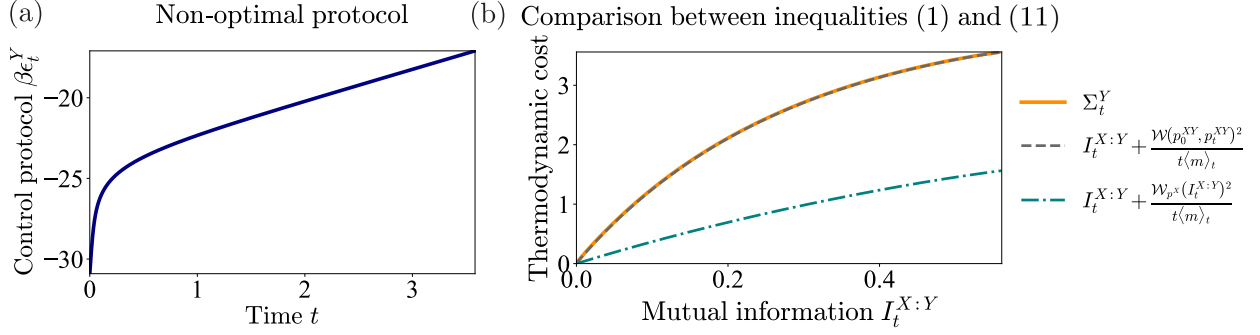 (a) Non-optimal protocol
Control protocol βϵ_t^Y
−20
−25
−30
0 1 2 3
Time t
(b) Comparison between inequalities (1) and (11)
Thermodynamic cost
3
2
1
0
0.0 0.2 0.4
Mutual information I_t^{X:Y}
Σ_t^Y
I_t^{X:Y} + 𝒲(p_0^{XY}, p_t^{XY})^2 / t⟨m⟩_t
I_t^{X:Y} + 𝒲_{p^X}(I_t^{X:Y})^2 / t⟨m⟩_t